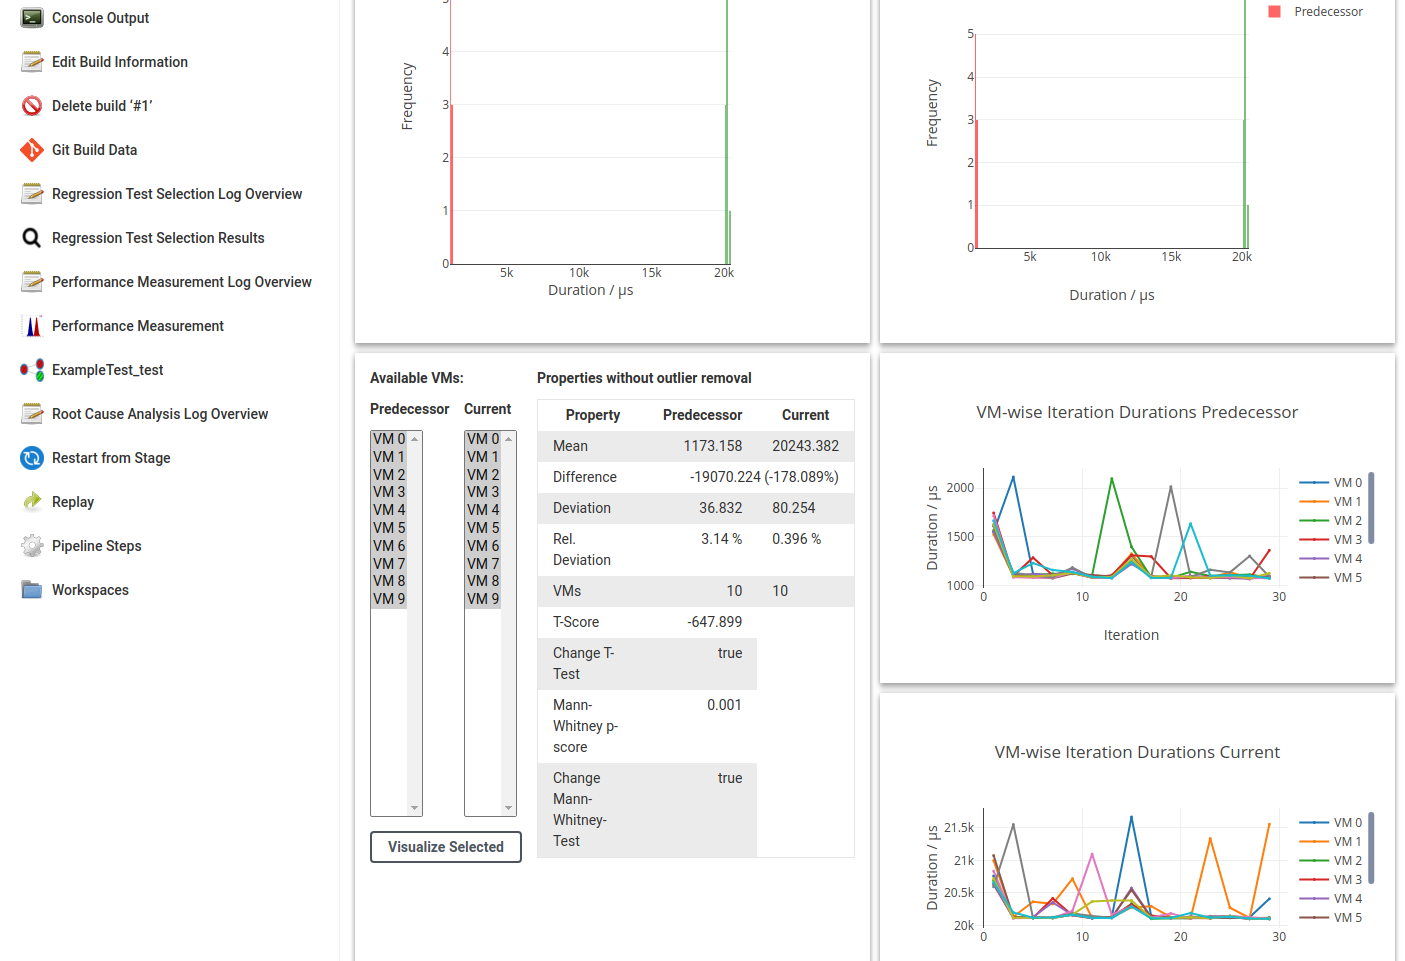 Console Output
Edit Build Information
Delete build ‘#1’
Git Build Data
Regression Test Selection Log Overview
Regression Test Selection Results
Performance Measurement Log Overview
Performance Measurement
ExampleTest_test
Root Cause Analysis Log Overview
Restart from Stage
Replay
Pipeline Steps
Workspaces
Frequency
4
3
2
1
0
5k 10k 15k 20k
Duration / μs
Predecessor
Frequency
5
4
3
2
1
0
5k 10k 15k 20k
Duration / μs
Available VMs:
Predecessor Current
VM 0 VM 0
VM 1 VM 1
VM 2 VM 2
VM 3 VM 3
VM 4 VM 4
VM 5 VM 5
VM 6 VM 6
VM 7 VM 7
VM 8 VM 8
VM 9 VM 9
Visualize Selected
Properties without outlier removal
Property Predecessor Current
Mean 1173.158 20243.382
Difference -19070.224 (-178.089%)
Deviation 36.832 80.254
Rel. 3.14 % 0.396 %
Deviation
VMs 10 10
T-Score -647.899
Change T- true
Test
Mann- 0.001
Whitney p-
score
Change true
Mann-
Whitney-
Test
VM-wise Iteration Durations Predecessor
Duration / μs
2000
1500
1000
0 10 20 30
Iteration
VM 0
VM 1
VM 2
VM 3
VM 4
VM 5
VM-wise Iteration Durations Current
Duration / μs
21.5k
21k
20.5k
20k
0 10 20 30
VM 0
VM 1
VM 2
VM 3
VM 4
VM 5